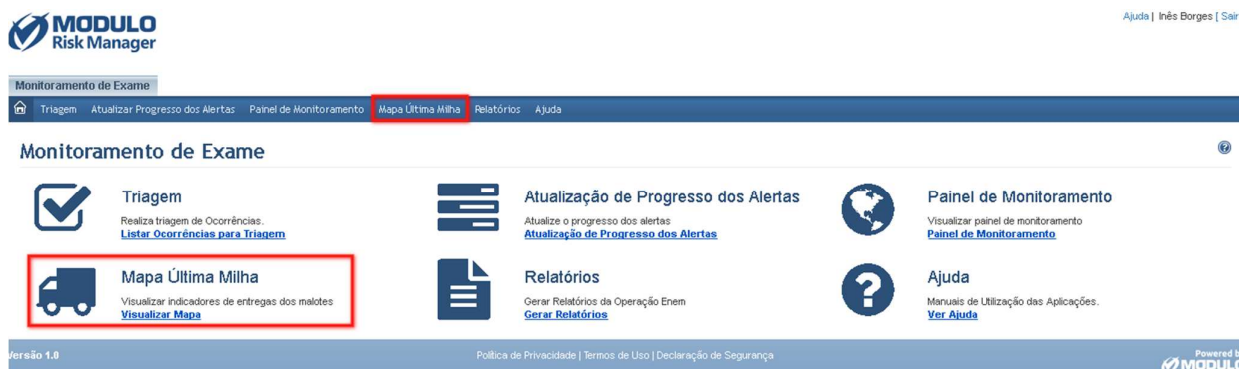 MODULO
Risk Manager
Ajuda | Inês Borges [ Sair
Monitoramento de Exame
Triagem Atualizar Progresso dos Alertas Painel de Monitoramento Mapa Última Milha Relatórios Ajuda
Monitoramento de Exame
Triagem
Realiza triagem de Ocorrências.
Listar Ocorrências para Triagem
Atualização de Progresso dos Alertas
Atualize o progresso dos alertas
Atualização de Progresso dos Alertas
Painel de Monitoramento
Visualizar painel de monitoramento
Painel de Monitoramento
Mapa Última Milha
Visualizar indicadores de entregas dos malotes
Visualizar Mapa
Relatórios
Gerar Relatórios da Operação Enem
Gerar Relatórios
Ajuda
Manuais de Utilização das Aplicações.
Ver Ajuda
Versão 1.0
Política de Privacidade | Termos de Uso | Declaração de Segurança
Powered by
MODULO